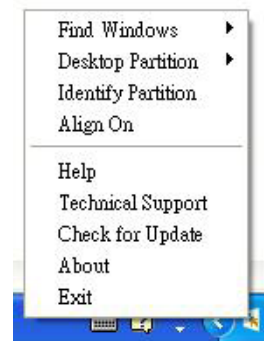 Find Windows
Desktop Partition
Identify Partition
Align On
Help
Technical Support
Check for Update
About
Exit